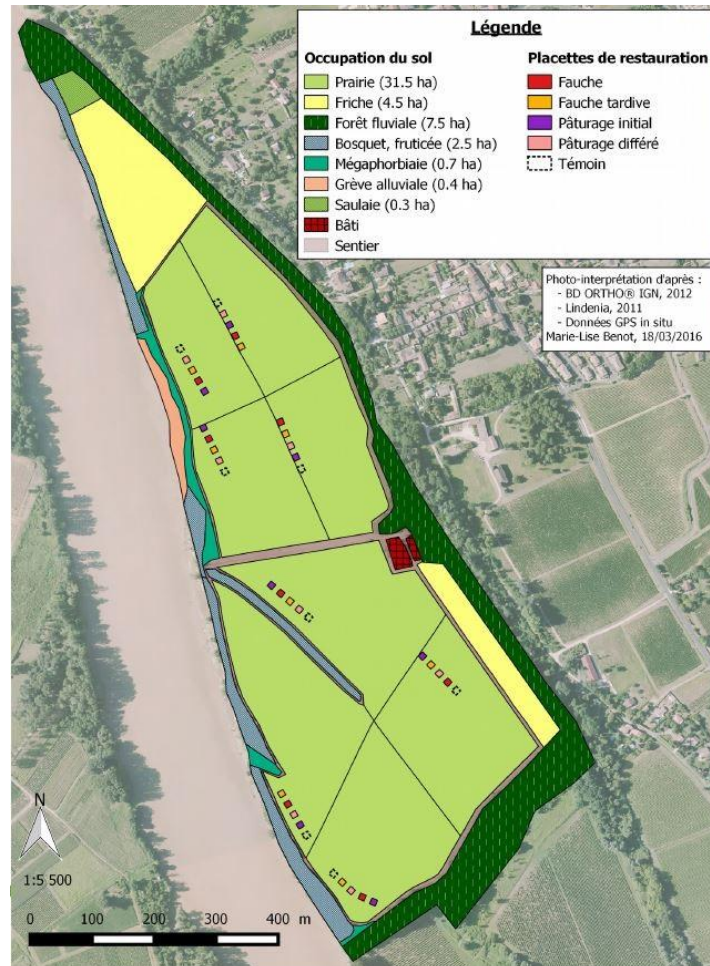 Légende
Occupation du sol
Prairie (31.5 ha)
Friche (4.5 ha)
Forêt fluviale (7.5 ha)
Bosquet, fruticée (2.5 ha)
Mégaphorbiaie (0.7 ha)
Grève alluviale (0.4 ha)
Saulaie (0.3 ha)
Bâti
Sentier
Placettes de restauration
Fauche
Fauche tardive
Pâturage initial
Pâturage différé
Témoin
Photo-interprétation d'après :
- BD ORTHO® IGN, 2012
- Lindenia, 2011
- Données GPS in situ
Marie-Lise Benot, 18/03/2016
N
1:5 500
0 100 200 300 400 m